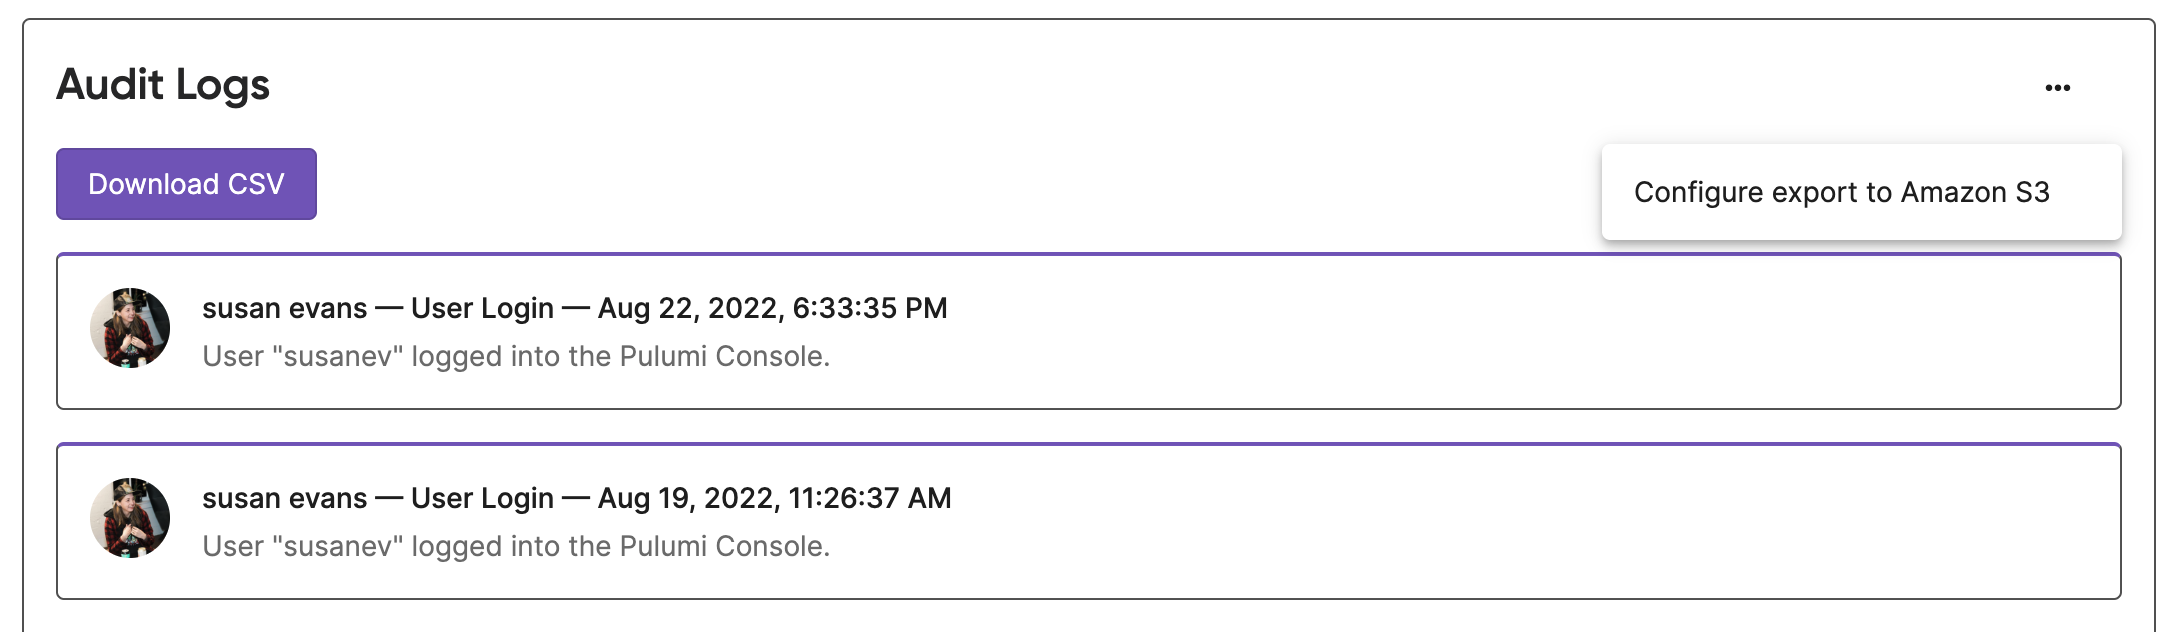 Audit Logs
Download CSV
Configure export to Amazon S3
susan evans — User Login — Aug 22, 2022, 6:33:35 PM
User "susanev" logged into the Pulumi Console.
susan evans — User Login — Aug 19, 2022, 11:26:37 AM
User "susanev" logged into the Pulumi Console.